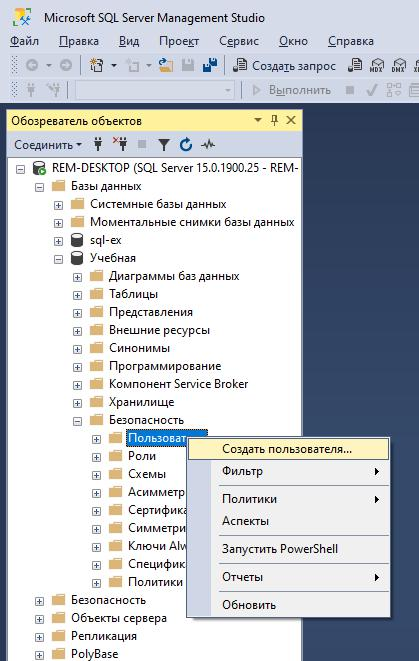 Microsoft SQL Server Management Studio
Файл Правка Вид Проект Сервис Окно Справка
Создать запрос MDX DMX
Выполнить
Обозреватель объектов
Соединить
REM-DESKTOP (SQL Server 15.0.1900.25 - REM-
Базы данных
Системные базы данных
Моментальные снимки базы данных
sql-ex
Учебная
Диаграммы баз данных
Таблицы
Представления
Внешние ресурсы
Синонимы
Программирование
Компонент Service Broker
Хранилище
Безопасность
Пользоват
Создать пользователя...
Роли
Фильтр
Схемы
Асимметр
Политики
Сертифика
Аспекты
Симметри
Ключи Alw
Запустить PowerShell
Специфик
Отчеты
Политики
Безопасность
Обновить
Объекты сервера
Репликация
PolyBase